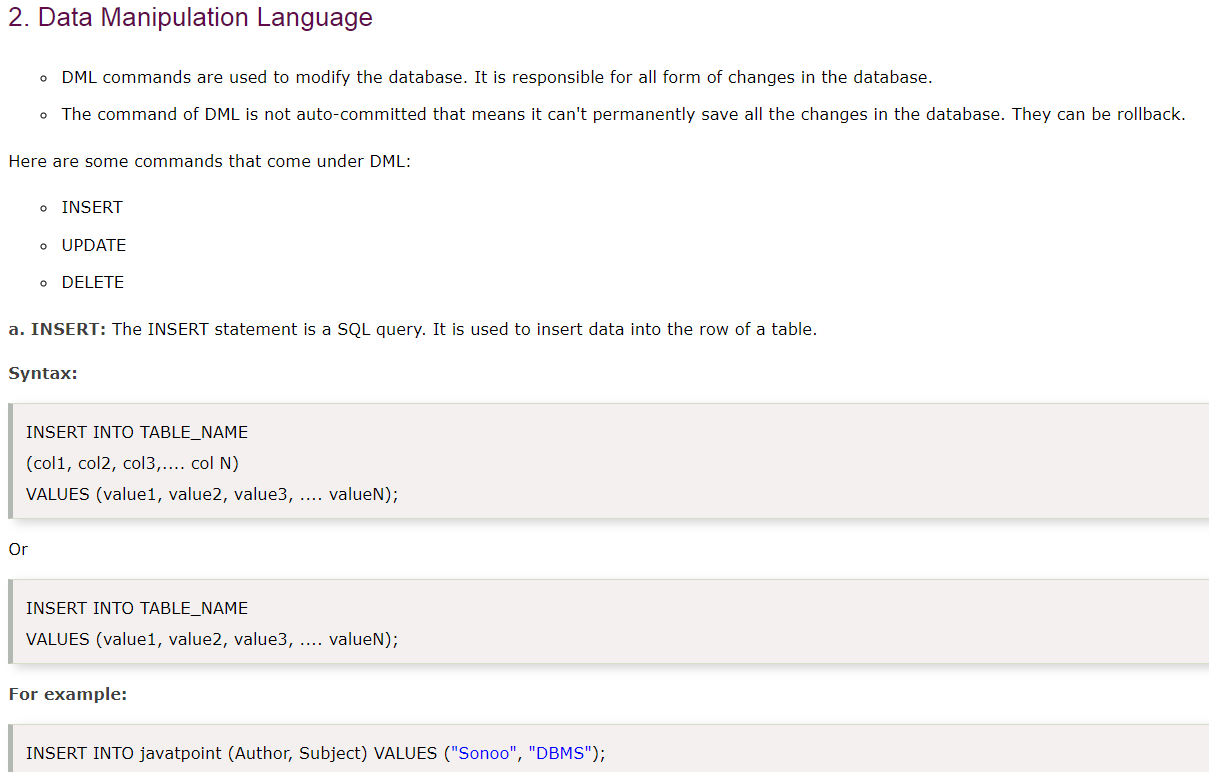 2. Data Manipulation Language
DML commands are used to modify the database. It is responsible for all form of changes in the database.
The command of DML is not auto-committed that means it can't permanently save all the changes in the database. They can be rollback.
Here are some commands that come under DML:
INSERT
UPDATE
DELETE
a. INSERT: The INSERT statement is a SQL query. It is used to insert data into the row of a table.
Syntax:
INSERT INTO TABLE_NAME
(col1, col2, col3,.... col N)
VALUES (value1, value2, value3, .... valueN);
Or
INSERT INTO TABLE_NAME
VALUES (value1, value2, value3, .... valueN);
For example:
INSERT INTO javatpoint (Author, Subject) VALUES ("Sonoo", "DBMS");